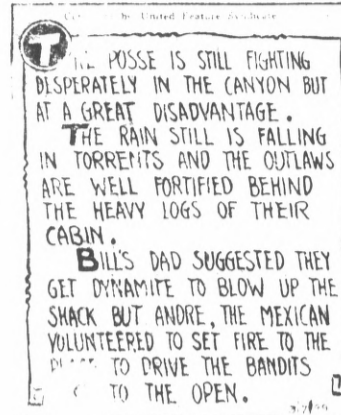 by United Feature Syndicate
THE POSSE IS STILL FIGHTING
DESPERATELY IN THE CANYON BUT
AT A GREAT DISADVANTAGE.
THE RAIN STILL IS FALLING
IN TORRENTS AND THE OUTLAWS
ARE WELL FORTIFIED BEHIND
THE HEAVY LOGS OF THEIR
CABIN.
BILL'S DAD SUGGESTED THEY
GET DYNAMITE TO BLOW UP THE
SHACK BUT ANDRE, THE MEXICAN
VOLUNTEERED TO SET FIRE TO THE
TO DRIVE THE BANDITS
TO THE OPEN.